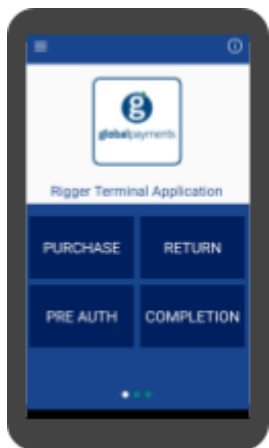 globalpayments
Rigger Terminal Application
PURCHASE
RETURN
PRE AUTH
COMPLETION